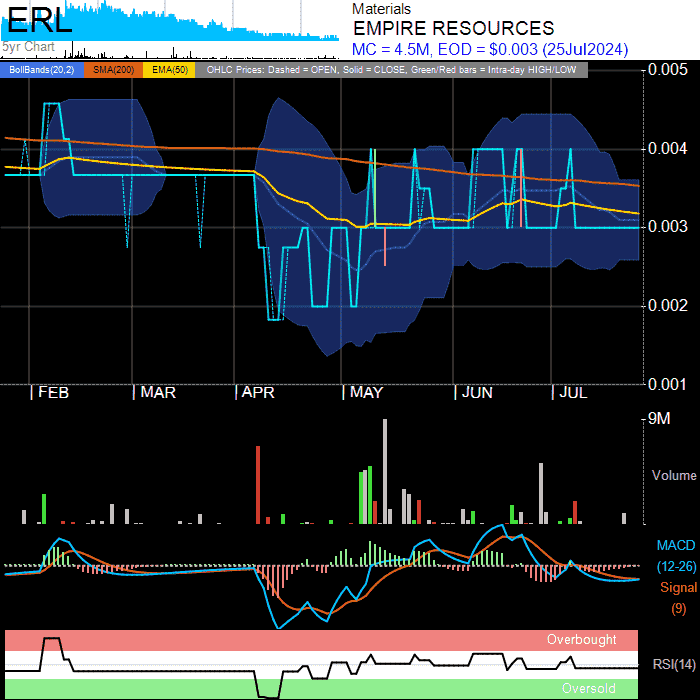 ERL
5yr Chart
Materials
EMPIRE RESOURCES
MC = 4.5M, EOD = $0.003 (25Jul2024)
BollBands(20,2) SMA(200) EMA(50) OHLC Prices: Dashed = OPEN, Solid = CLOSE, Green/Red bars = Intra-day HIGH/LOW
0.005
0.004
0.003
0.002
0.001
| FEB | MAR | APR | MAY | JUN | JUL
9M
Volume
MACD
(12-26)
Signal
(9)
Overbought
RSI(14)
Oversold